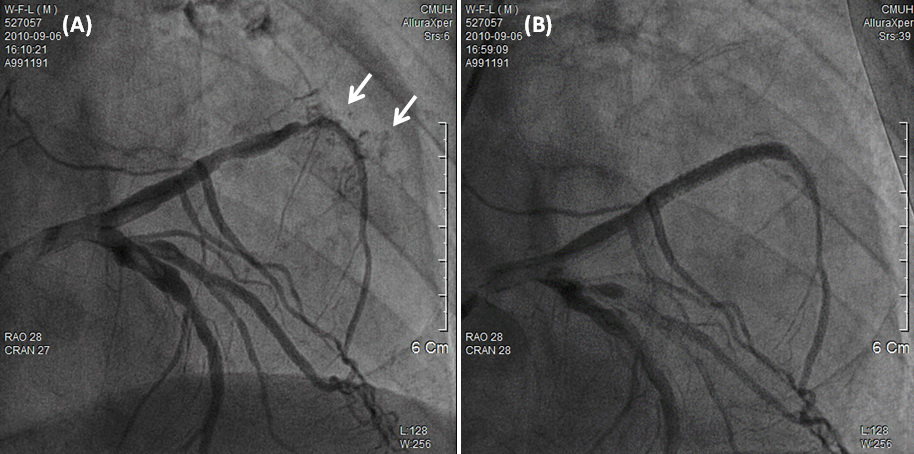 W-F-L ( M )
527057
2010-09-06
16:10:21
A991191
(A)
CMUH
AlluraXper
Srs:6
RAO 28
CRAN 27
6 Cm
L:128
W:256
W-F-L ( M )
527057
2010-09-06
16:59:09
A991191
(B)
CMUH
AlluraXper
Srs:39
RAO 28
CRAN 28
6 Cm
L:128
W:256